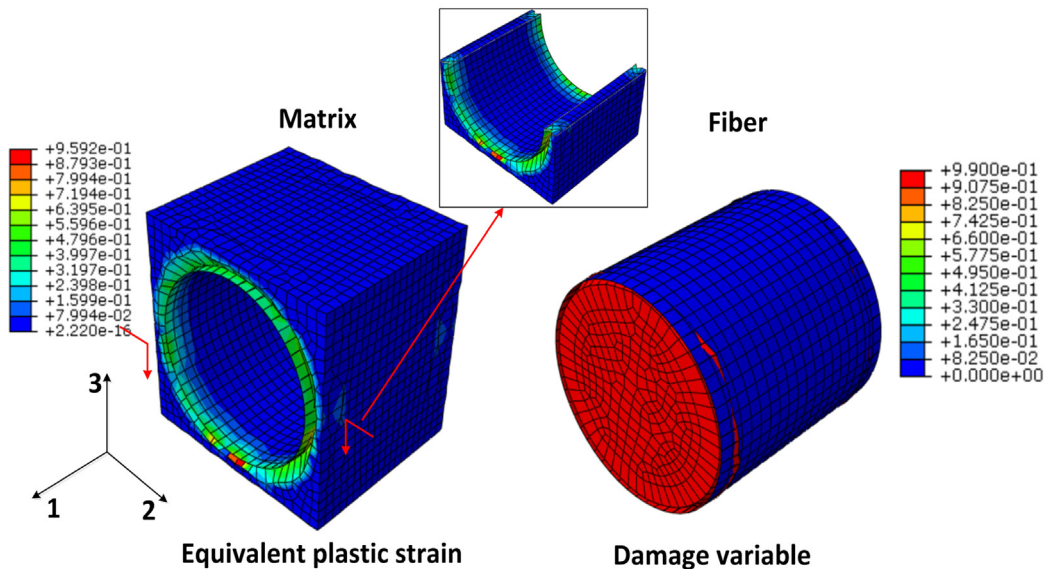 Matrix
Fiber
+9.592e-01
+8.793e-01
+7.994e-01
+7.194e-01
+6.395e-01
+5.596e-01
+4.796e-01
+3.997e-01
+3.197e-01
+2.398e-01
+1.599e-01
+7.994e-02
+2.220e-16
+9.900e-01
+9.075e-01
+8.250e-01
+7.425e-01
+6.600e-01
+5.775e-01
+4.950e-01
+4.125e-01
+3.300e-01
+2.475e-01
+1.650e-01
+8.250e-02
+0.000e+00
3
1
2
Equivalent plastic strain
Damage variable